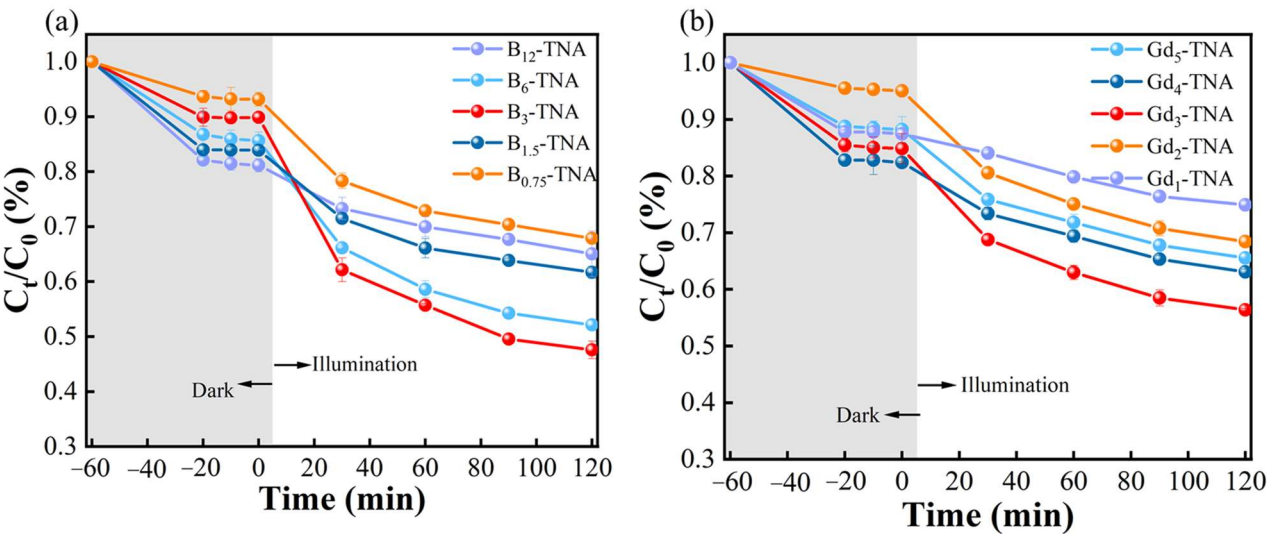 (a)
1.0
0.9
0.8
0.7
0.6
0.5
0.4
0.3
Cₜ/C₀ (%)
B₁₂-TNA
B₆-TNA
B₃-TNA
B₁.₅-TNA
B₀.₇₅-TNA
Illumination
Dark
−60 −40 −20 0 20 40 60 80 100 120
Time (min)
(b)
1.0
0.9
0.8
0.7
0.6
0.5
0.4
0.3
Cₜ/C₀ (%)
Gd₅-TNA
Gd₄-TNA
Gd₃-TNA
Gd₂-TNA
Gd₁-TNA
Illumination
Dark
−60 −40 −20 0 20 40 60 80 100 120
Time (min)